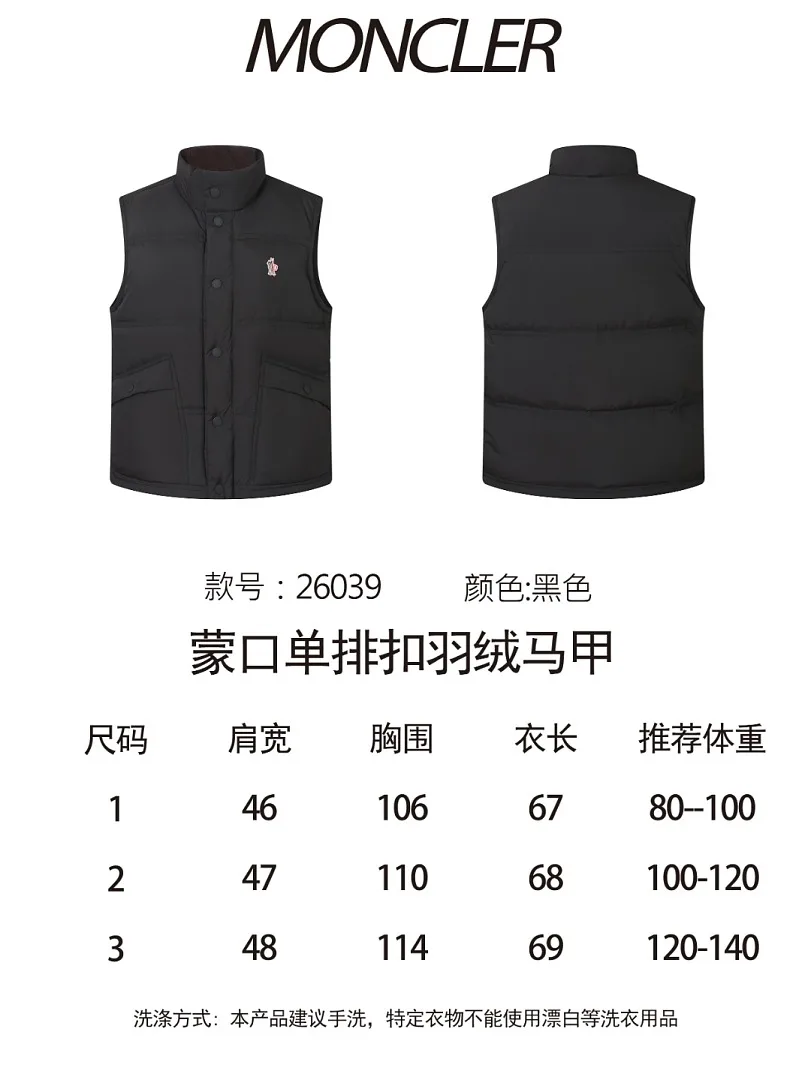 MONCLER
款号：26039 颜色:黑色
蒙口单排扣羽绒马甲
尺码 肩宽 胸围 衣长 推荐体重
1 46 106 67 80--100
2 47 110 68 100-120
3 48 114 69 120-140
洗涤方式：本产品建议手洗，特定衣物不能使用漂白等洗衣用品